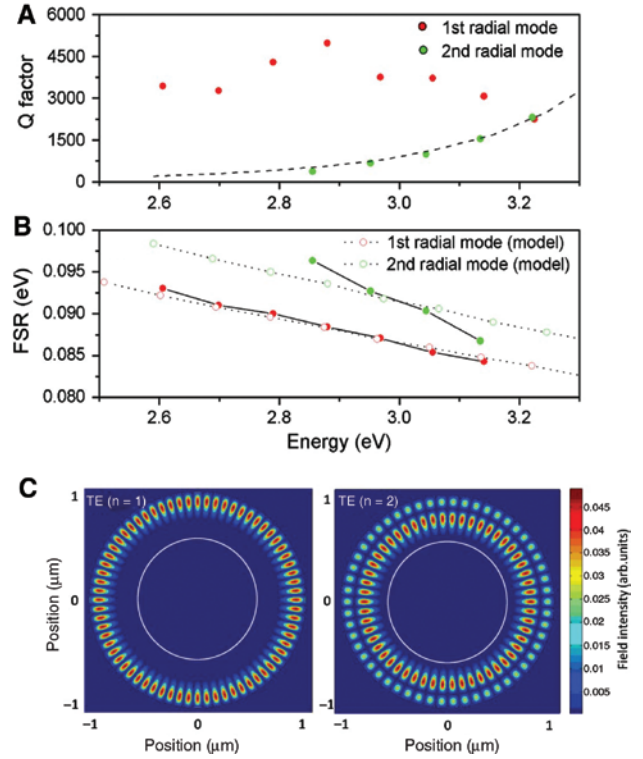 A
6000
4500
3000
1500
0
Q factor
1st radial mode
2nd radial mode
2.6
2.8
3.0
3.2
B
0.100
0.095
0.090
0.085
0.080
FSR (eV)
1st radial mode (model)
2nd radial mode (model)
2.6
2.8
3.0
3.2
Energy (eV)
C
1
0
−1
Position (μm)
TE (n = 1)
−1
0
1
Position (μm)
1
0
−1
TE (n = 2)
−1
0
1
Position (μm)
0.045
0.04
0.035
0.03
0.025
0.02
0.015
0.01
0.005
Field intensity (arb.units)